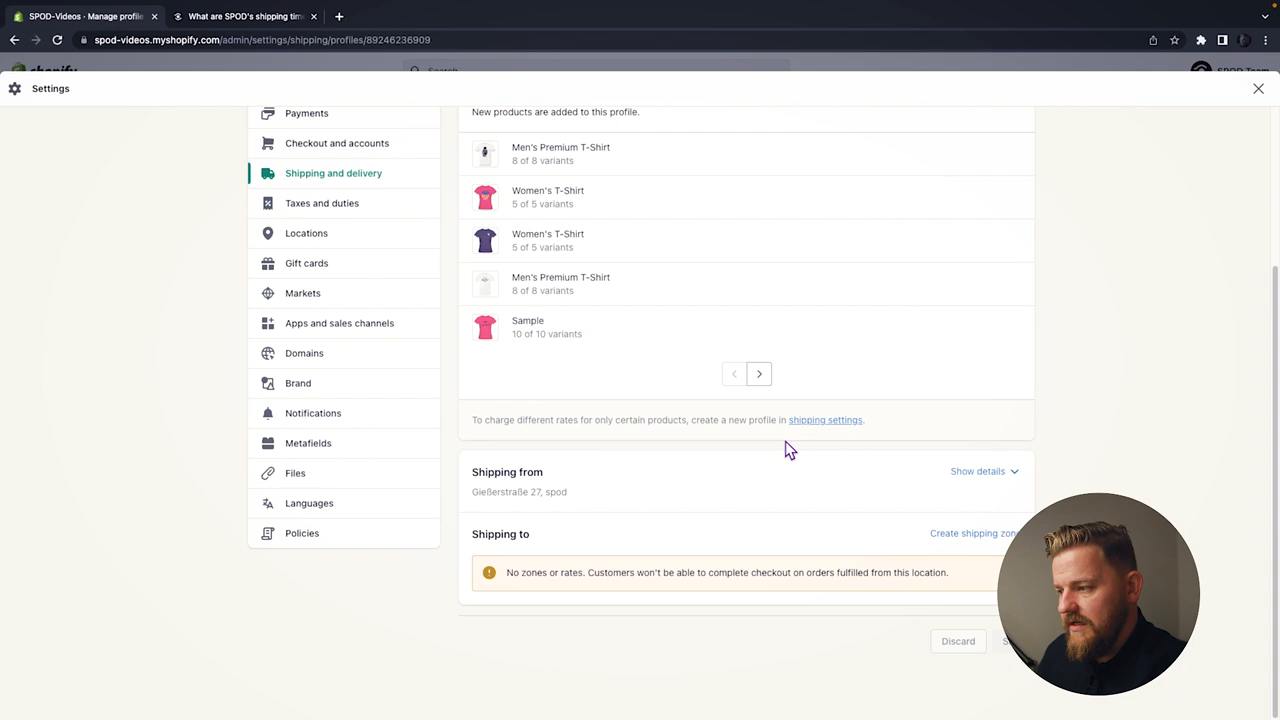 SPOD-Videos · Manage profile
What are SPOD's shipping time
spod-videos.myshopify.com/admin/settings/shipping/profiles/89246236909
Settings
Payments
Checkout and accounts
Shipping and delivery
Taxes and duties
Locations
Gift cards
Markets
Apps and sales channels
Domains
Brand
Notifications
Metafields
Files
Languages
Policies
New products are added to this profile.
Men's Premium T-Shirt
8 of 8 variants
Women's T-Shirt
5 of 5 variants
Women's T-Shirt
5 of 5 variants
Men's Premium T-Shirt
8 of 8 variants
Sample
10 of 10 variants
To charge different rates for only certain products, create a new profile in shipping settings.
Shipping from
Show details
Gießerstraße 27, spod
Shipping to
Create shipping zone
No zones or rates. Customers won't be able to complete checkout on orders fulfilled from this location.
Discard